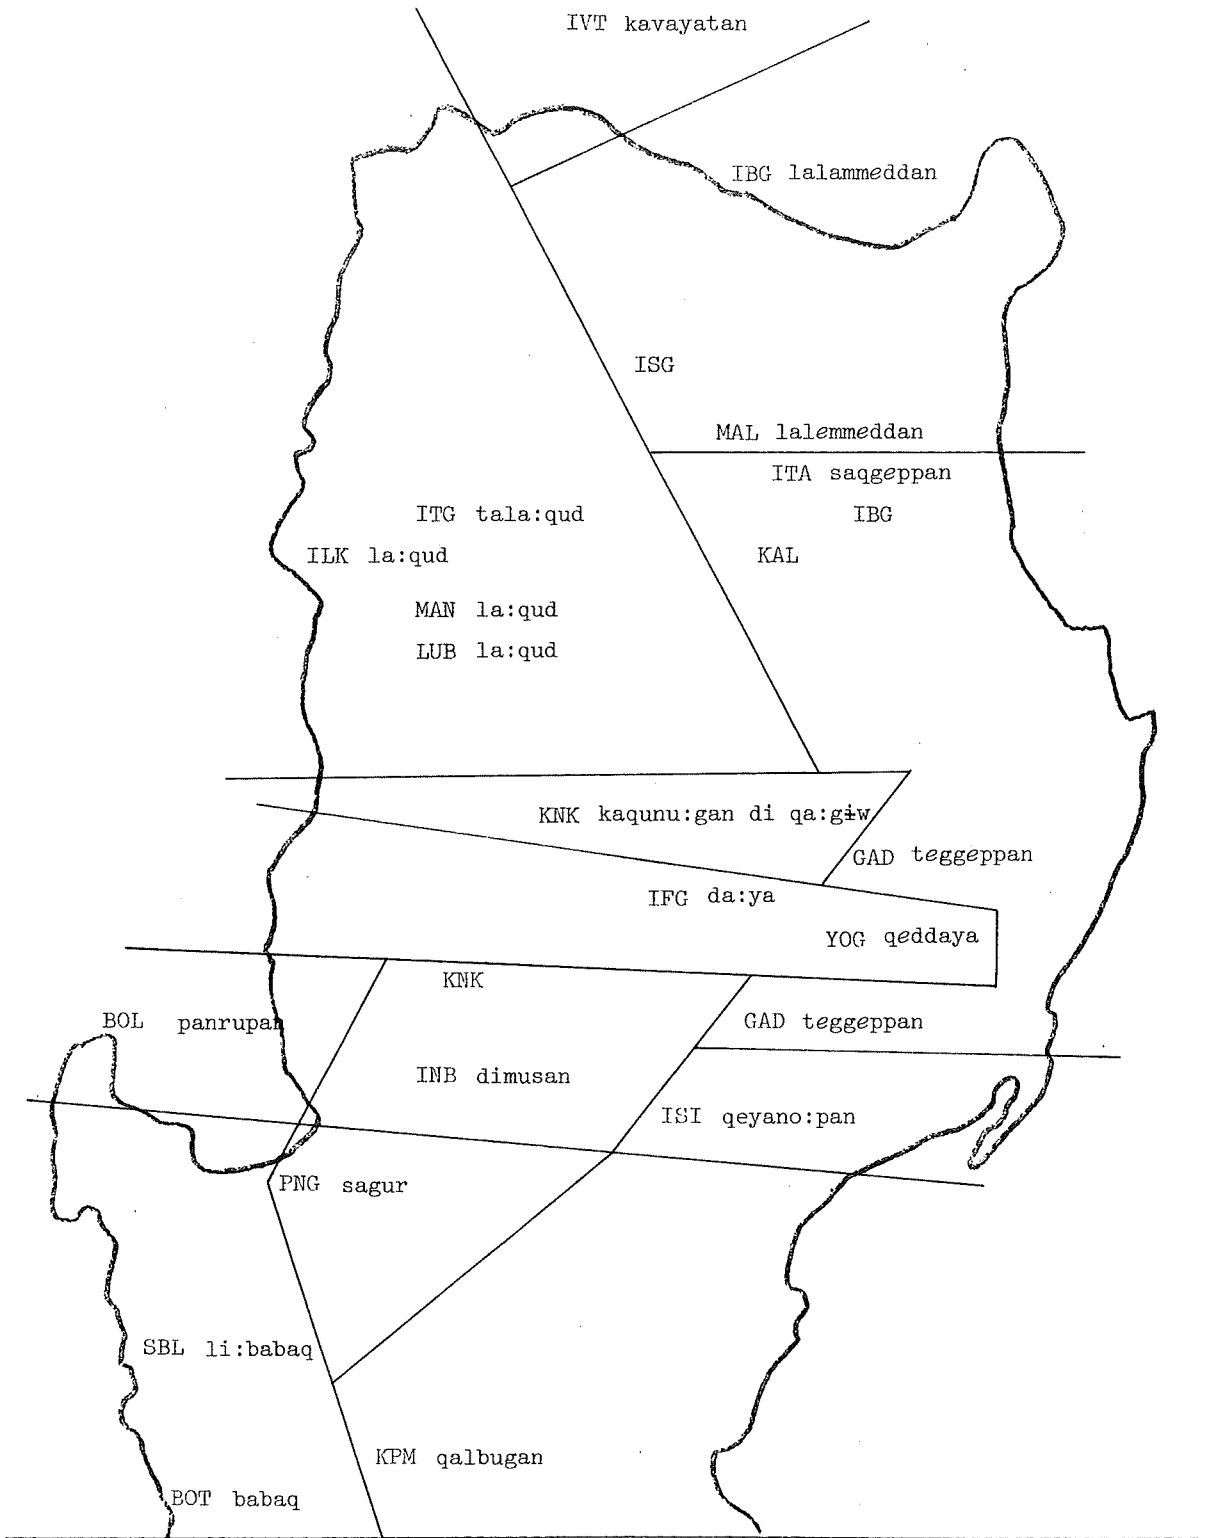 IVT kavayatan
IBG lalammeddan
ISG
MAL lalemmeddan
ITA saqgeppan
ITG tala:qud
IBG
ILK la:qud
KAL
MAN la:qud
LUB la:qud
KNK kaqunu:gan di qa:gɨw
GAD teggeppan
IFG da:ya
YOG qeddaya
KNK
BOL panrupan
GAD teggeppan
INB dimusan
ISI qeyano:pan
PNG sagur
SBL li:babaq
KPM qalbugan
BOT babaq